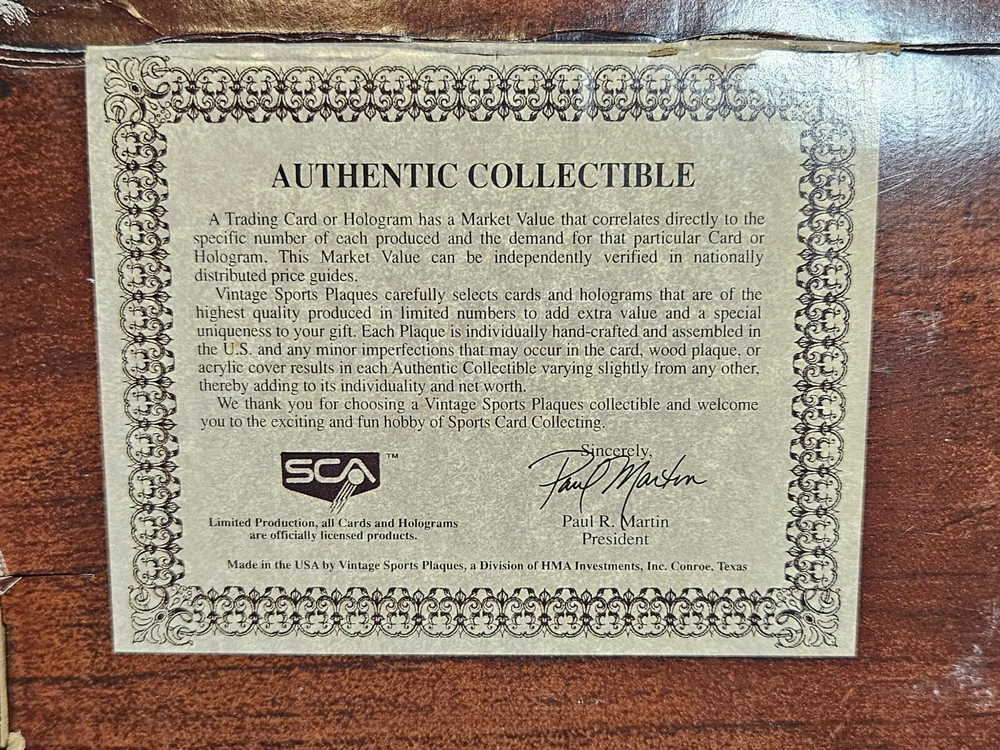 AUTHENTIC COLLECTIBLE
A Trading Card or Hologram has a Market Value that correlates directly to the
specific number of each produced and the demand for that particular Card or
Hologram. This Market Value can be independently verified in nationally
distributed price guides.
Vintage Sports Plaques carefully selects cards and holograms that are of the
highest quality produced in limited numbers to add extra value and a special
uniqueness to your gift. Each Plaque is individually hand-crafted and assembled in
the U.S. and any minor imperfections that may occur in the card, wood plaque, or
acrylic cover results in each Authentic Collectible varying slightly from any other,
thereby adding to its individuality and net worth.
We thank you for choosing a Vintage Sports Plaques collectible and welcome
you to the exciting and fun hobby of Sports Card Collecting.
SCA™
Limited Production, all Cards and Holograms
are officially licensed products.
Sincerely,
Paul Martin
Paul R. Martin
President
Made in the USA by Vintage Sports Plaques, a Division of HMA Investments, Inc. Conroe, Texas